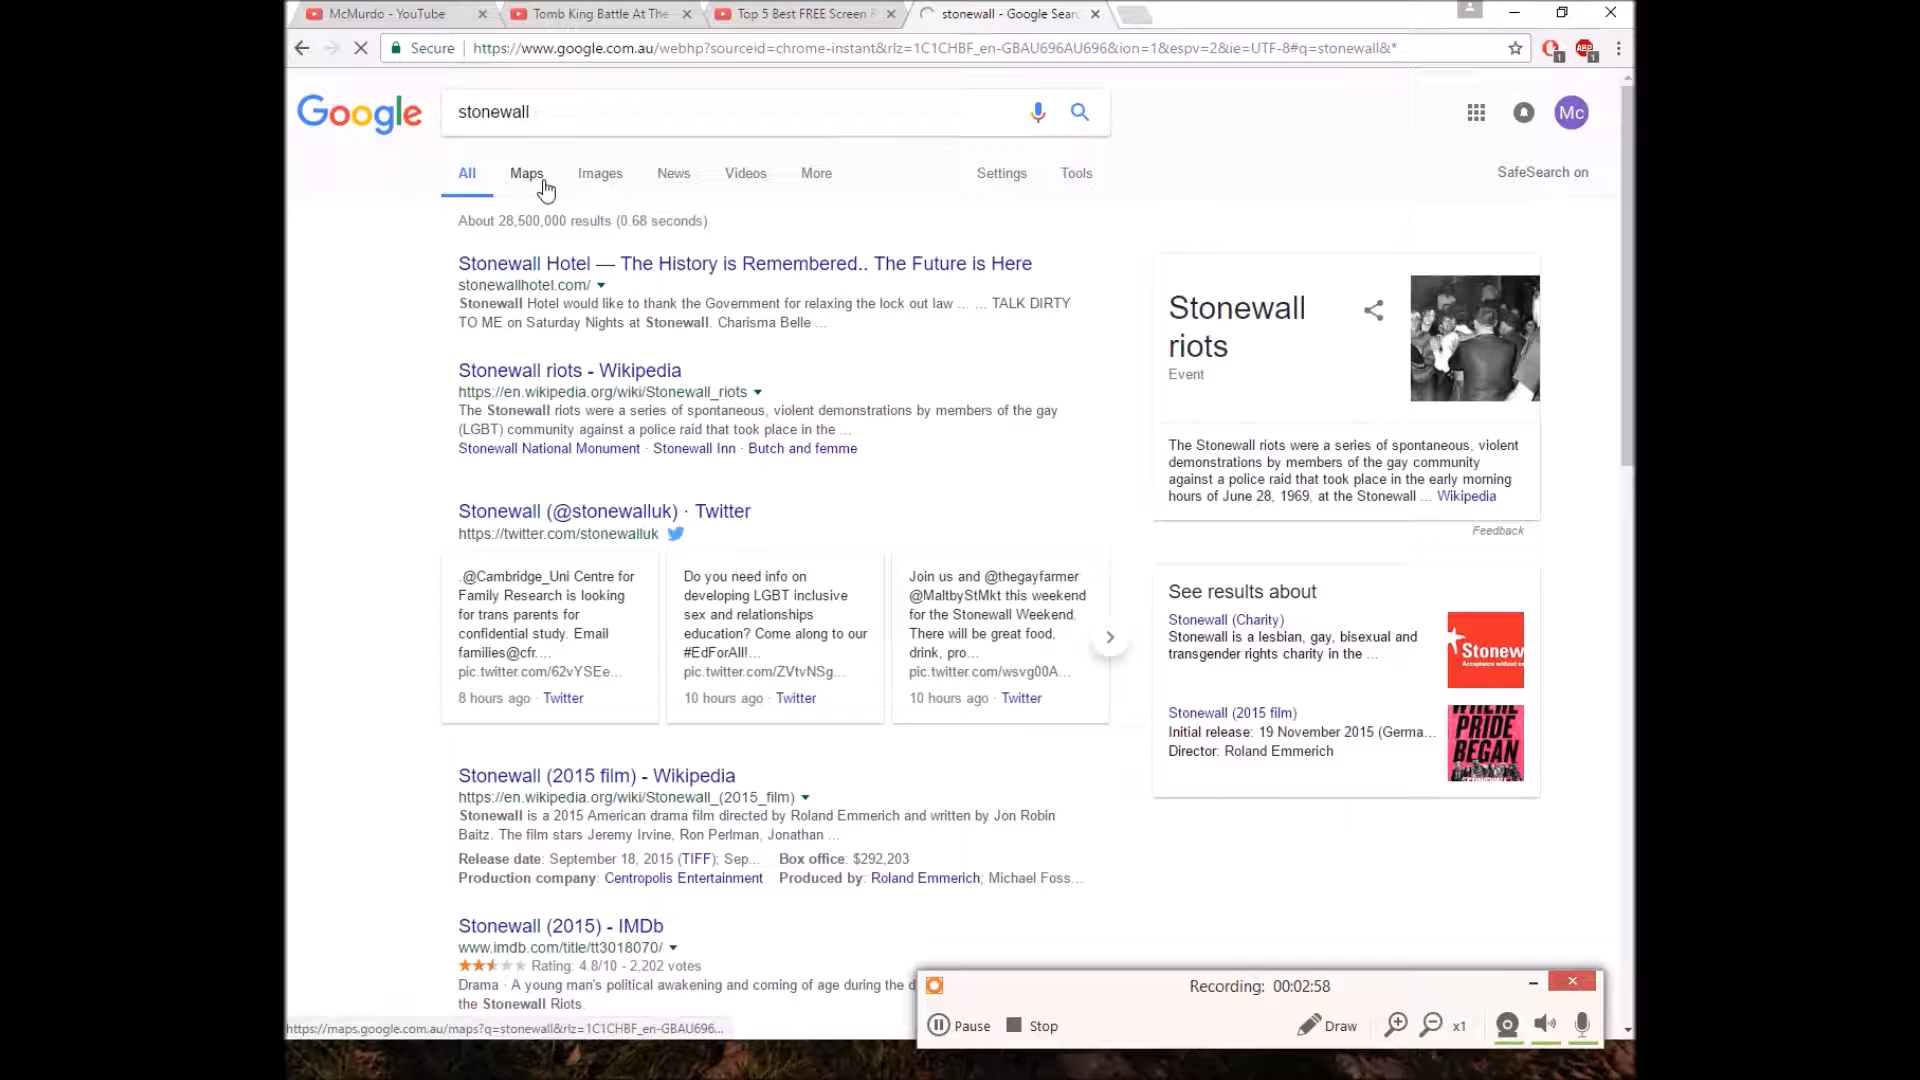 McMurdo - YouTube
Tomb King Battle At The
Top 5 Best FREE Screen
stonewall - Google Searc
Secure
https://www.google.com.au/webhp?sourceid=chrome-instant&rlz=1C1CHBF_en-GBAU696AU696&ion=1&espv=2&ie=UTF-8#q=stonewall&*
1
ABP
1
Google
stonewall
Mc
All
Maps
Images
News
Videos
More
Settings
Tools
SafeSearch on
About 28,500,000 results (0.68 seconds)
Stonewall Hotel — The History is Remembered.. The Future is Here
stonewallhotel.com/
Stonewall Hotel would like to thank the Government for relaxing the lock out law ... ... TALK DIRTY
TO ME on Saturday Nights at Stonewall. Charisma Belle ...
Stonewall riots - Wikipedia
https://en.wikipedia.org/wiki/Stonewall_riots
The Stonewall riots were a series of spontaneous, violent demonstrations by members of the gay
(LGBT) community against a police raid that took place in the ...
Stonewall National Monument · Stonewall Inn · Butch and femme
Stonewall (@stonewalluk) · Twitter
https://twitter.com/stonewalluk
.@Cambridge_Uni Centre for
Family Research is looking
for trans parents for
confidential study. Email
families@cfr....
pic.twitter.com/62vYSEe...
8 hours ago · Twitter
Do you need info on
developing LGBT inclusive
sex and relationships
education? Come along to our
#EdForAll!...
pic.twitter.com/ZVtvNSg...
10 hours ago · Twitter
Join us and @thegayfarmer
@MaltbyStMkt this weekend
for the Stonewall Weekend.
There will be great food,
drink, pro...
pic.twitter.com/wsvg00A...
10 hours ago · Twitter
Stonewall (2015 film) - Wikipedia
https://en.wikipedia.org/wiki/Stonewall_(2015_film)
Stonewall is a 2015 American drama film directed by Roland Emmerich and written by Jon Robin
Baitz. The film stars Jeremy Irvine, Ron Perlman, Jonathan ...
Release date: September 18, 2015 (TIFF); Sep...
Box office: $292,203
Production company: Centropolis Entertainment
Produced by: Roland Emmerich; Michael Foss...
Stonewall (2015) - IMDb
www.imdb.com/title/tt3018070/
Rating: 4.8/10 - 2,202 votes
Drama · A young man's political awakening and coming of age during the d
the Stonewall Riots.
Stonewall
riots
Event
The Stonewall riots were a series of spontaneous, violent
demonstrations by members of the gay community
against a police raid that took place in the early morning
hours of June 28, 1969, at the Stonewall ... Wikipedia
Feedback
See results about
Stonewall (Charity)
Stonewall is a lesbian, gay, bisexual and
transgender rights charity in the ...
Stonew
Acceptance without
Stonewall (2015 film)
Initial release: 19 November 2015 (Germa...
Director: Roland Emmerich
WHERE
PRIDE
BEGAN
https://maps.google.com.au/maps?q=stonewall&rlz=1C1CHBF_en-GBAU696...
Recording: 00:02:58
Pause
Stop
Draw
x1